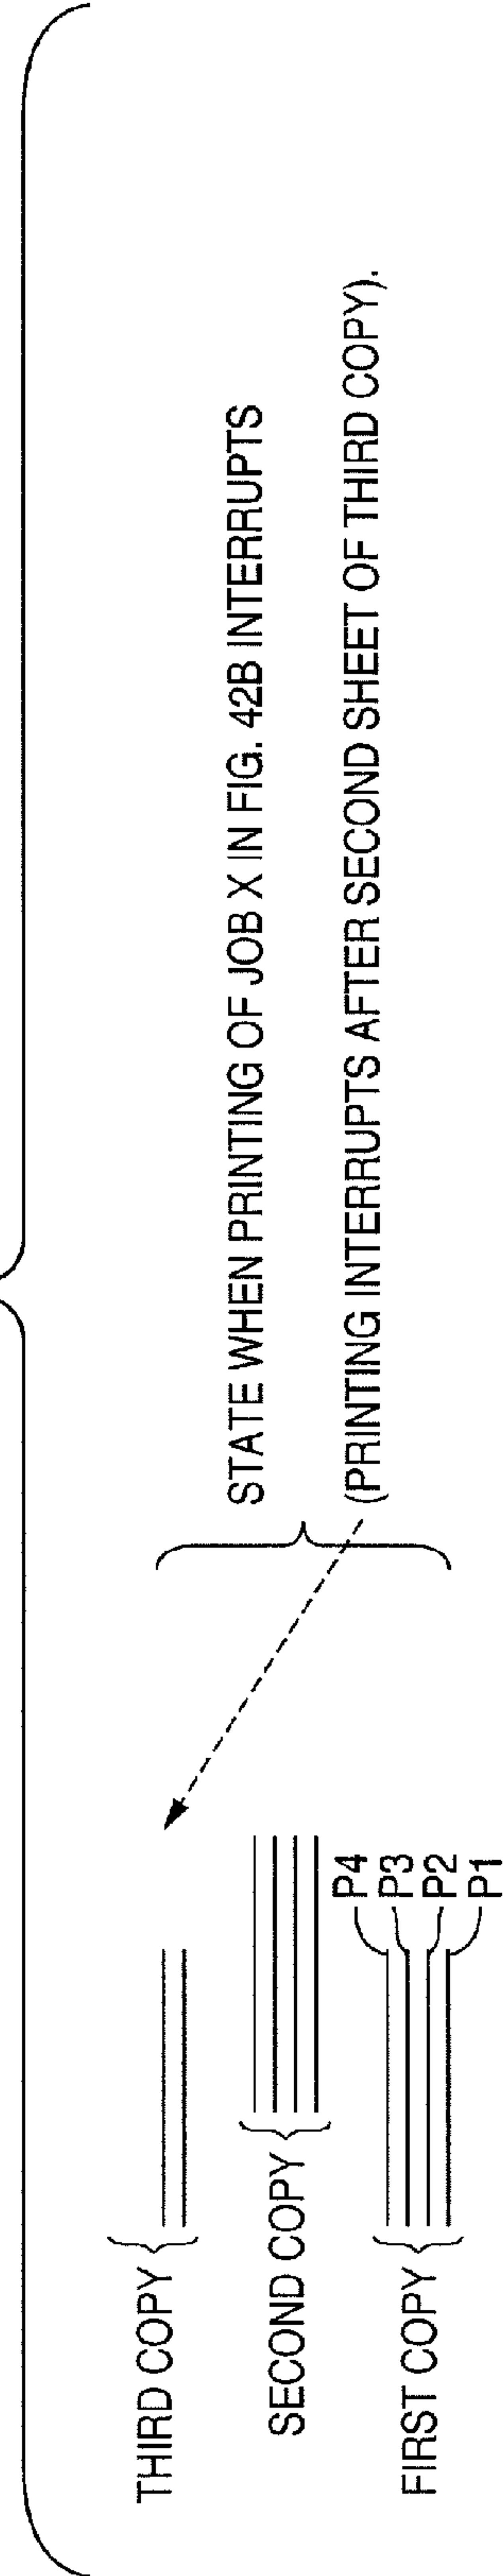 THIRD COPY
SECOND COPY
FIRST COPY
P4
P3
P2
P1
STATE WHEN PRINTING OF JOB X IN FIG. 42B INTERRUPTS
(PRINTING INTERRUPTS AFTER SECOND SHEET OF THIRD COPY).